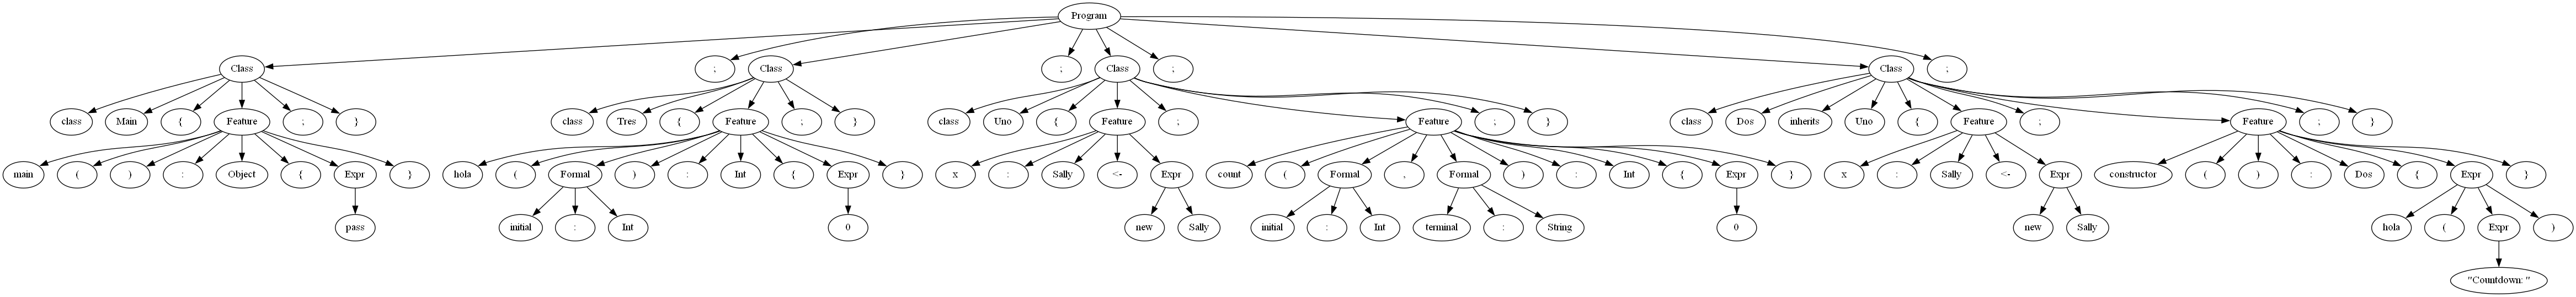 Program
Class ; Class ; Class ; Class ;
class Main { Feature ; } class Tres { Feature ; } class Uno { Feature ; Feature ; } class Dos inherits Uno { Feature ; Feature ; }
main ( ) : Object { Expr } hola ( Formal ) : Int { Expr } x : Sally <- Expr count ( Formal , Formal ) : Int { Expr } x : Sally <- Expr constructor ( ) : Dos { Expr }
pass initial : Int 0 new Sally initial : Int terminal : String 0 new Sally hola ( Expr )
"Countdown: "